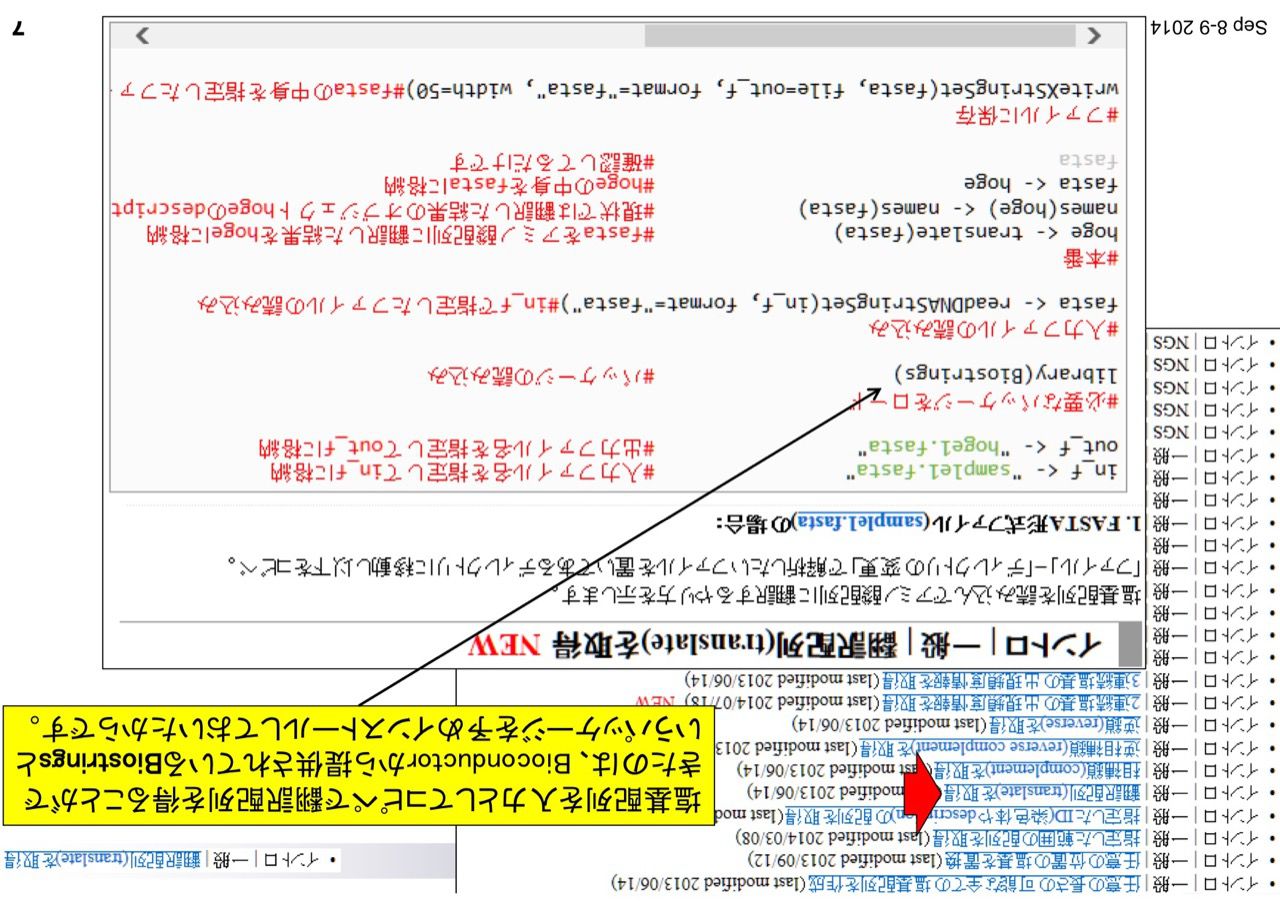 • イントロ | 一般 | 任意の長さの可能な全ての塩基配列を作成(last modified 2013/06/14)
• イントロ | 一般 | 任意の位置の塩基を置換(last modified 2013/09/12)
• イントロ | 一般 | 指定した範囲の配列を取得(last modified 2014/03/08)
• イントロ | 一般 | 指定したID(染色体やdescription)の配列を取得(last mod
• イントロ | 一般 | 翻訳配列(translate)を取得 modified 2013/06/14)
• イントロ | 一般 | 相補鎖(complement)を取得(last modified 2013/06/14)
• イントロ | 一般 | 逆相補鎖(reverse complement)を取得(last modified 2013
• イントロ | 一般 | 逆鎖(reverse)を取得(last modified 2013/06/14)
• イントロ | 一般 | 2連続塩基の出現頻度情報を取得(last modified 2014/07/18) NEW
• イントロ | 一般 | 3連続塩基の出現頻度情報を取得(last modified 2013/06/14)
• イントロ | 一般 |
• イントロ | 一般 |
• イントロ | 一般 |
• イントロ | 一般 |
• イントロ | 一般 |
• イントロ | 一般 |
• イントロ | 一般 |
• イントロ | 一般 |
• イントロ | 一般 |
• イントロ | 一般 |
• イントロ | NGS
• イントロ | NGS
• イントロ | NGS
• イントロ | NGS
• イントロ | NGS
• イントロ | 一般 | 翻訳配列(translate)を取得
塩基配列を入力としてコピペで翻訳配列を得ることがで
きたのは、Bioconductorから提供されているBiostringsと
いうパッケージを予めインストールしておいたからです。
イントロ | 一般 | 翻訳配列(translate)を取得 NEW
塩基配列を読み込んでアミノ酸配列に翻訳するやり方を示します。
「ファイル」−「ディレクトリの変更」で解析したいファイルを置いてあるディレクトリに移動し以下をコピペ。
1. FASTA形式ファイル(sample1.fasta)の場合:
in_f <- "sample1.fasta" #入力ファイル名を指定してin_fに格納
out_f <- "hoge1.fasta" #出力ファイル名を指定してout_fに格納
#必要なパッケージをロード
library(Biostrings) #パッケージの読み込み
#入力ファイルの読み込み
fasta <- readDNAStringSet(in_f, format="fasta")#in_fで指定したファイルの読み込み
#本番
hoge <- translate(fasta) #fastaをアミノ酸配列に翻訳した結果をhogeに格納
names(hoge) <- names(fasta) #現状では翻訳した結果のオブジェクトhogeのdescript
fasta <- hoge #hogeの中身をfastaに格納
fasta #確認してるだけです
#ファイルに保存
writeXStringSet(fasta, file=out_f, format="fasta", width=50)#fastaの中身を指定したファ
Sep 8-9 2014
7